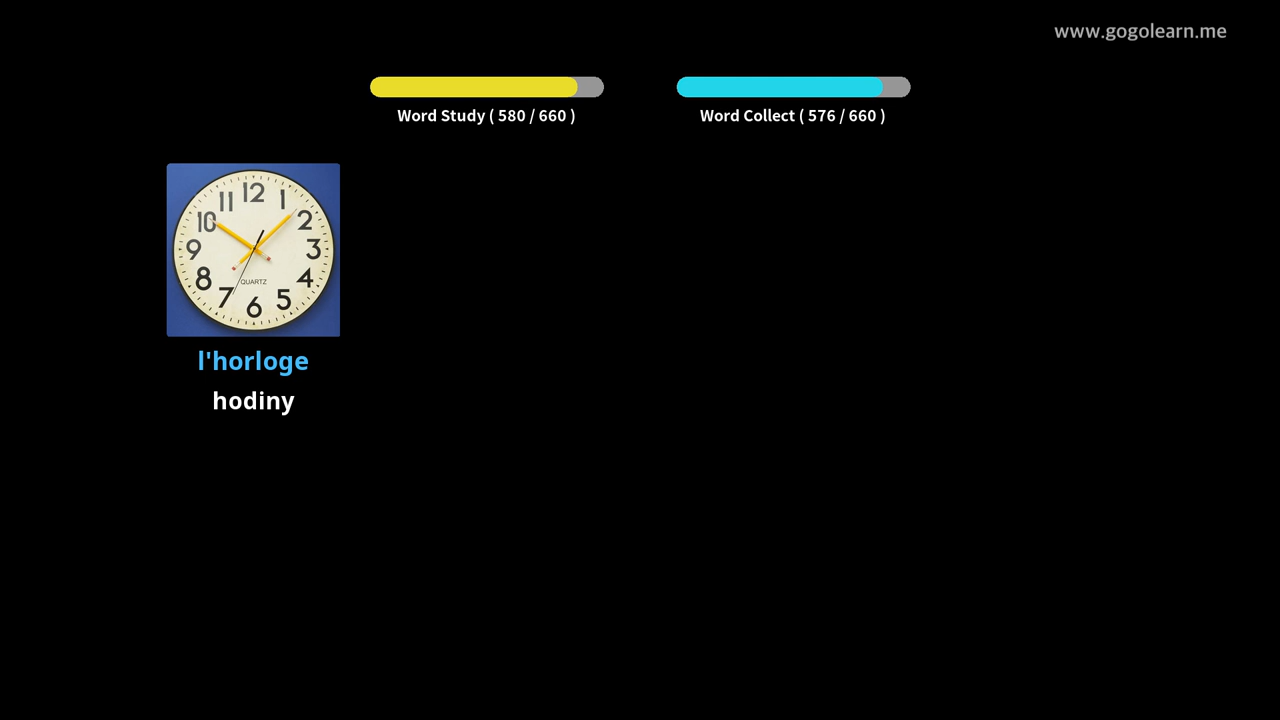 www.gogolearn.me
Word Study ( 580 / 660 )
Word Collect ( 576 / 660 )
12
11
1
10
2
9
3
8
4
QUARTZ
7
5
6
l'horloge
hodiny